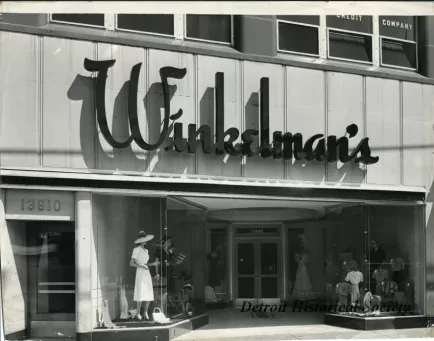 CREDIT COMPANY
Winkelman's
13610
Detroit Historical Society